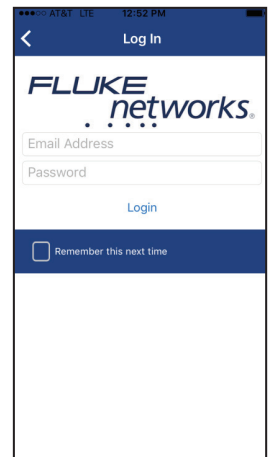 AT&T LTE 12:52 PM
Log In
FLUKE
networks®
Email Address
Password
Login
Remember this next time